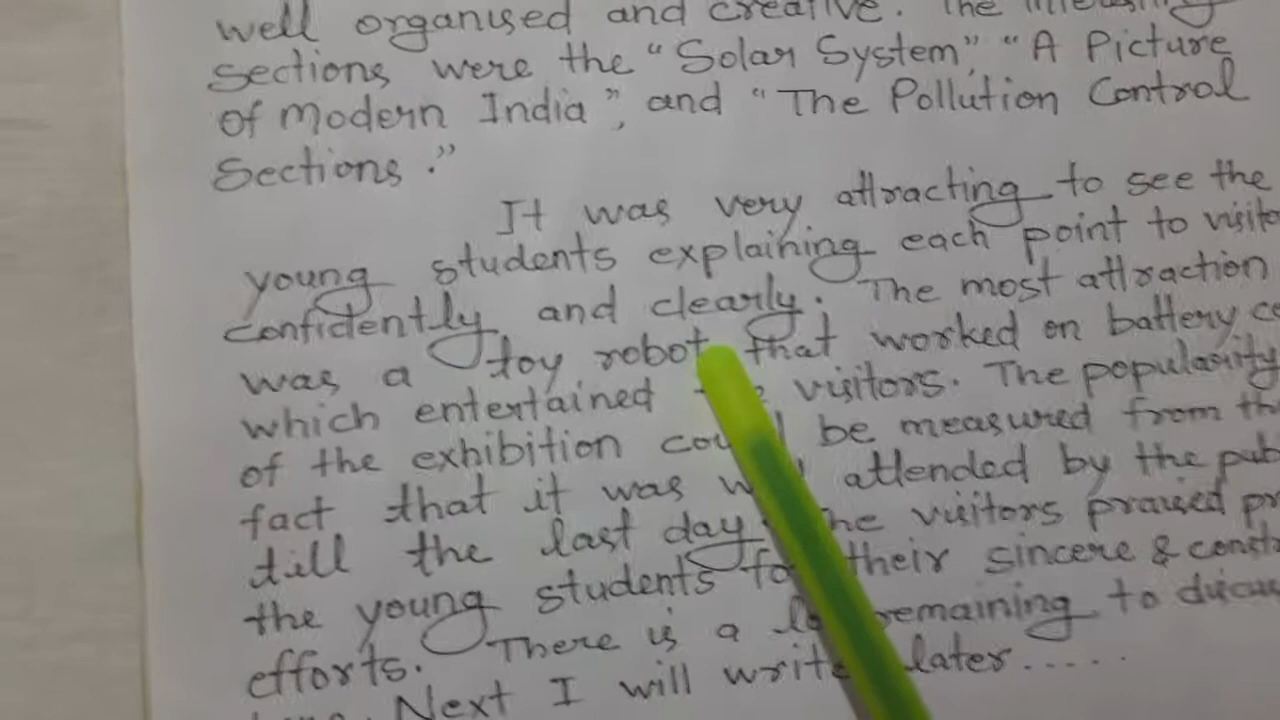 well organised and creative. The
sections were the "Solar System", "A Picture
of Modern India", and "The Pollution Control
Sections."
It was very attracting to see the
young students explaining each point to
confidently and clearly. The most attraction
was a toy robot that worked on battery
which entertained visitors. The popularity
of the exhibition be measured from
fact that it was attended by the
till the last day. visitors praised
the young students their sincere &
efforts. There is a remaining to
Next I will write later......